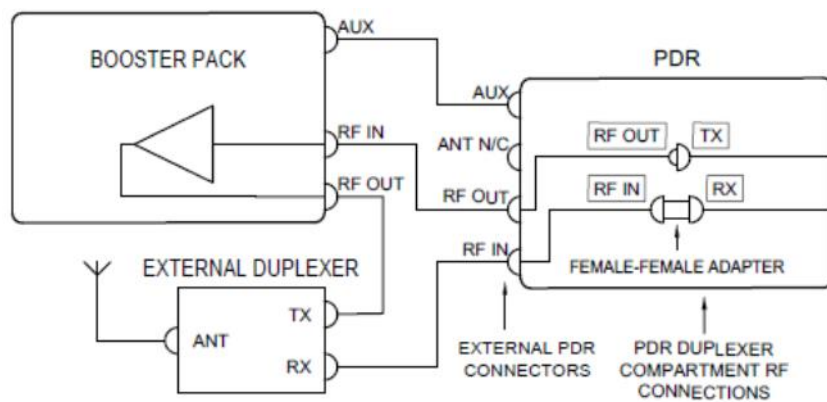 AUX
BOOSTER PACK
PDR
AUX
RF IN
ANT N/C
RF OUT
TX
RF OUT
RF OUT
RF IN
RX
RF IN
FEMALE-FEMALE ADAPTER
EXTERNAL DUPLEXER
TX
ANT
RX
EXTERNAL PDR
CONNECTORS
PDR DUPLEXER
COMPARTMENT RF
CONNECTIONS